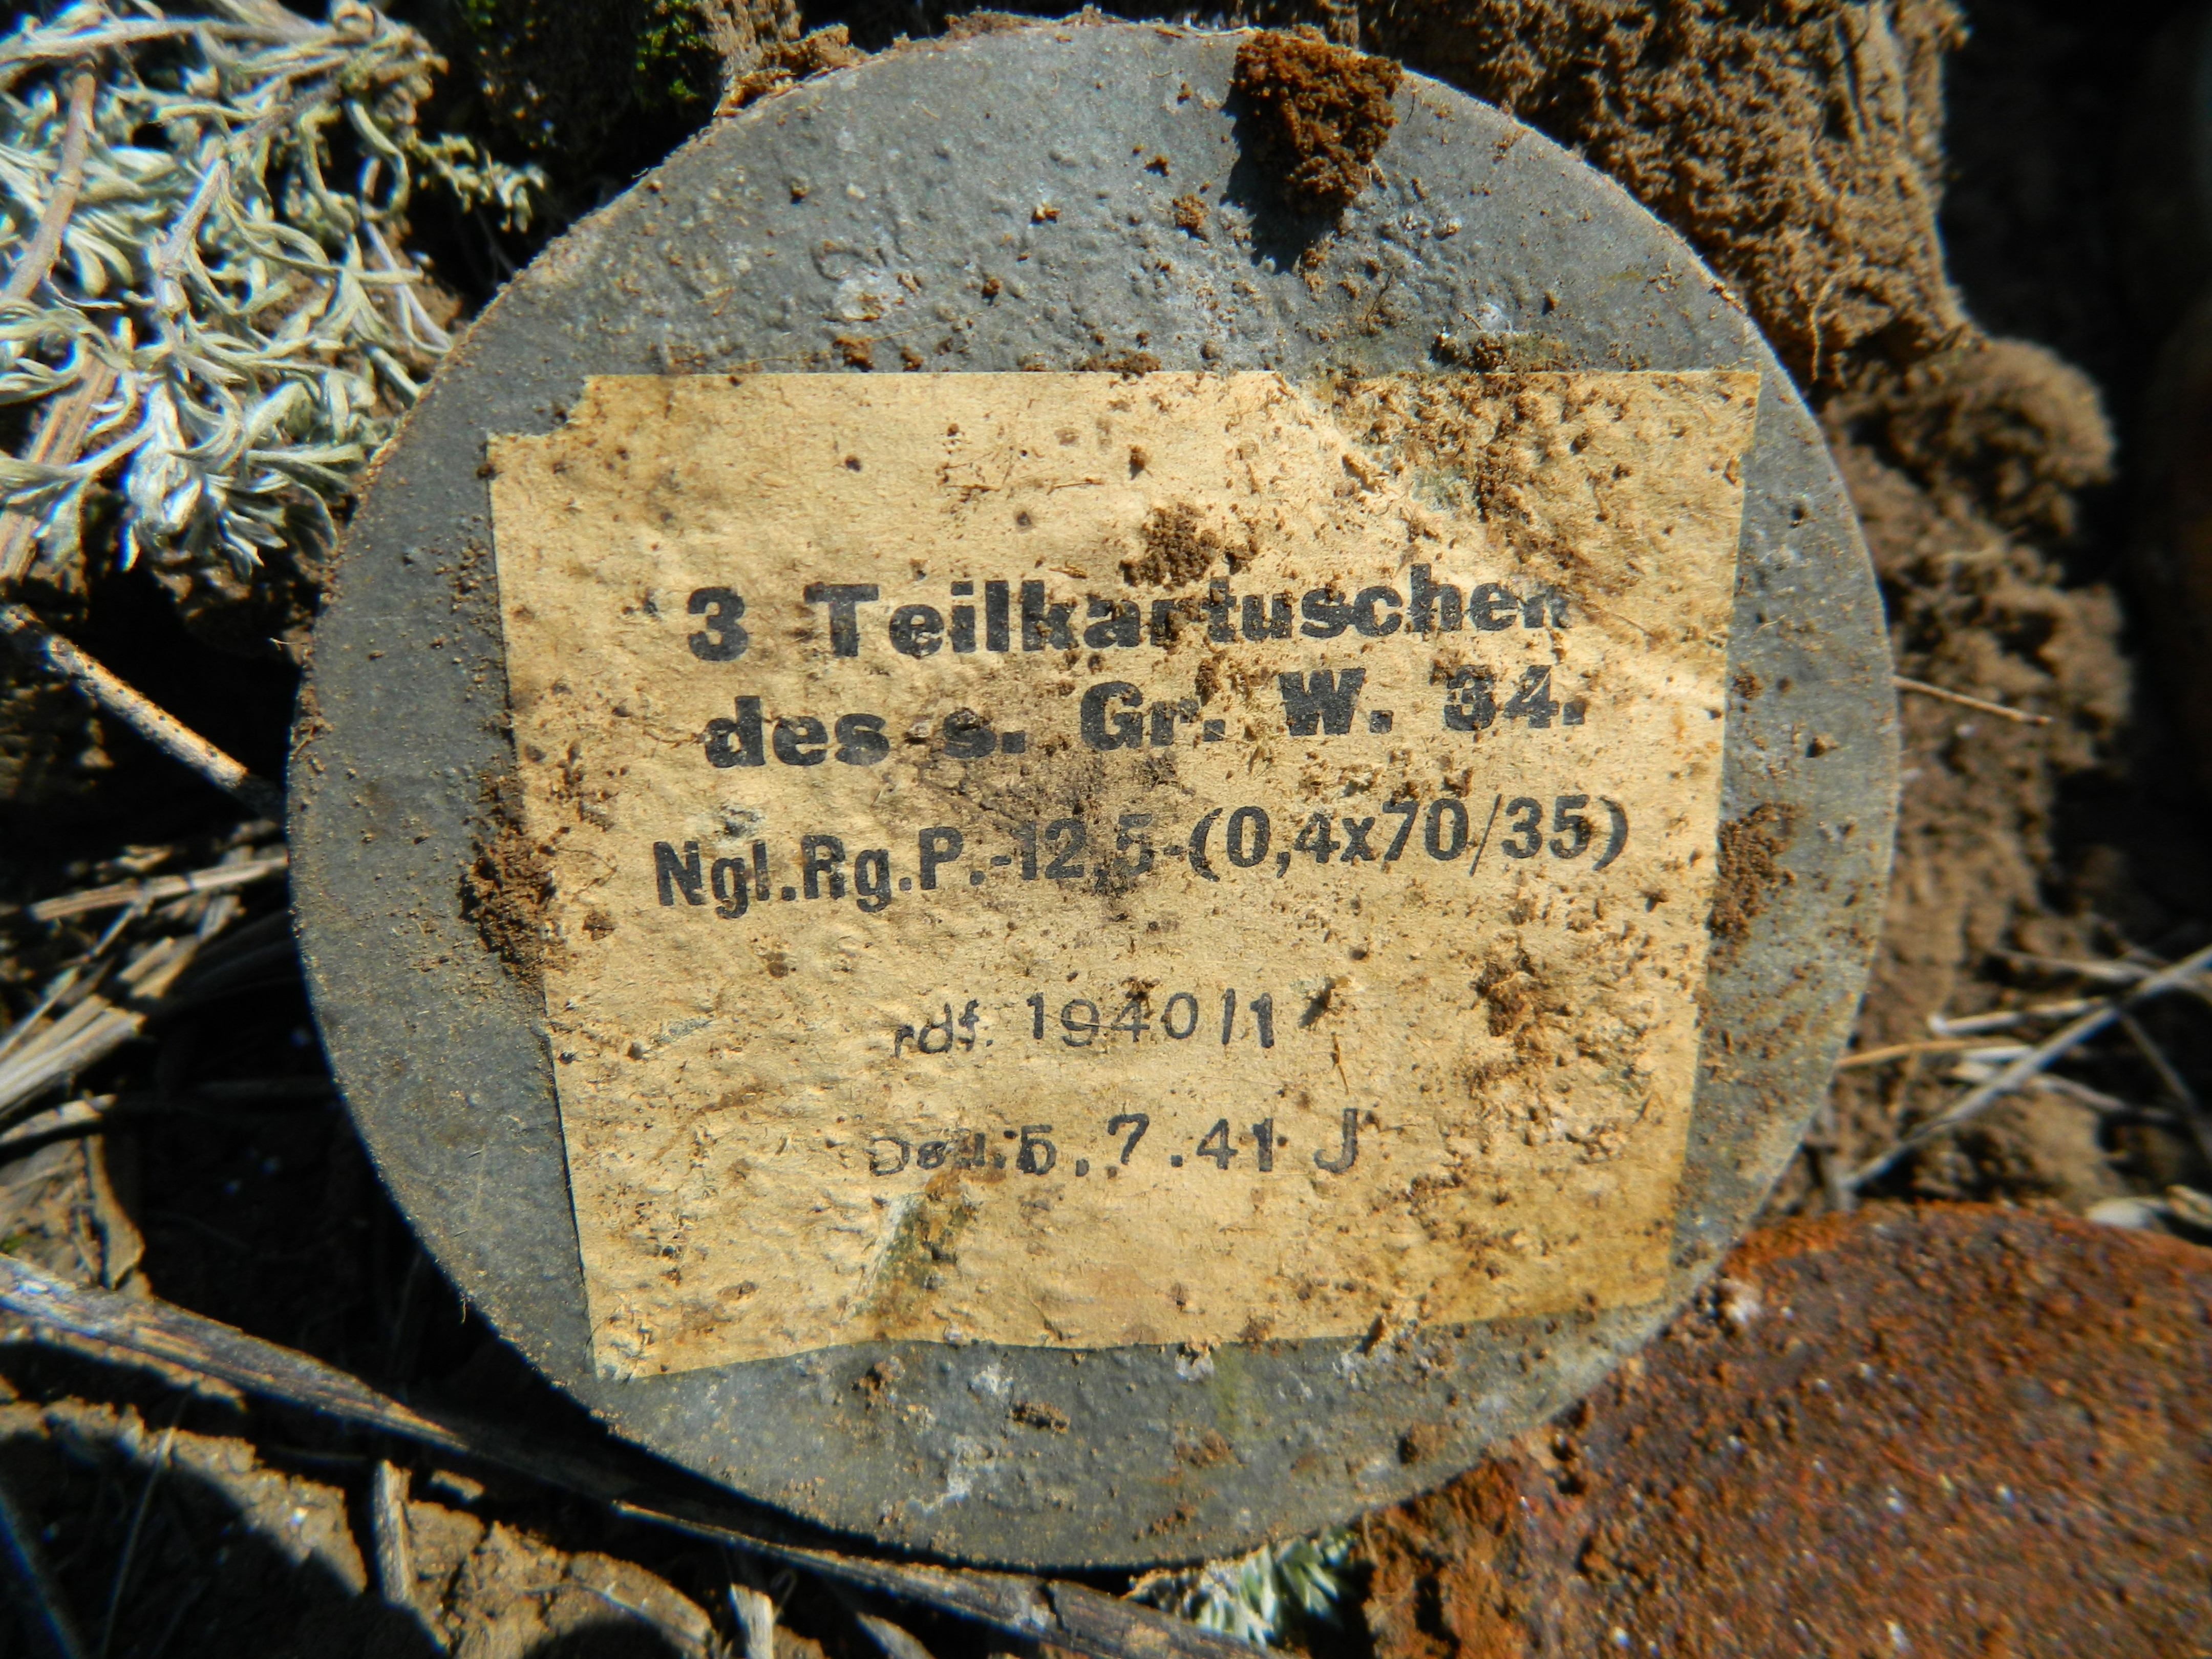 3 Teilkartuschen
des s. Gr. W. 34.
Ngl.Rg.P.-12,5-(0,4x70/35)
rdf. 1940/1
5.7.41 J